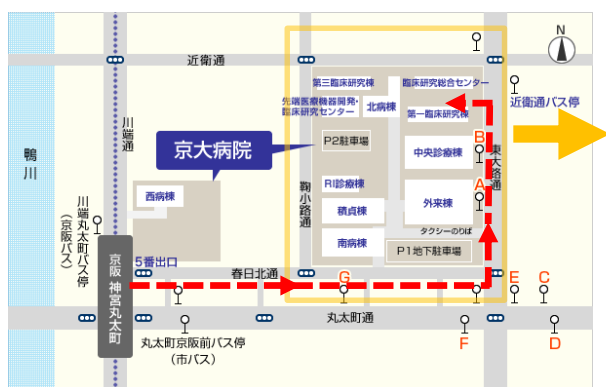 N
近衛通
第三臨床研究棟
臨床研究総合センター
先端医療機器開発・
臨床研究センター
北病棟
第一臨床研究棟
近衛通バス停
川端通
京大病院
P2駐車場
B
中央診療棟
東大路通
鴨川
西病棟
鞠小路通
RI診療棟
A
積貞棟
外来棟
川端丸太町バス停
(京阪バス)
タクシーのりば
南病棟
P1地下駐車場
京阪 神宮丸太町
5番出口
春日北通
G
E
C
丸太町通
F
D
丸太町京阪前バス停
(市バス)